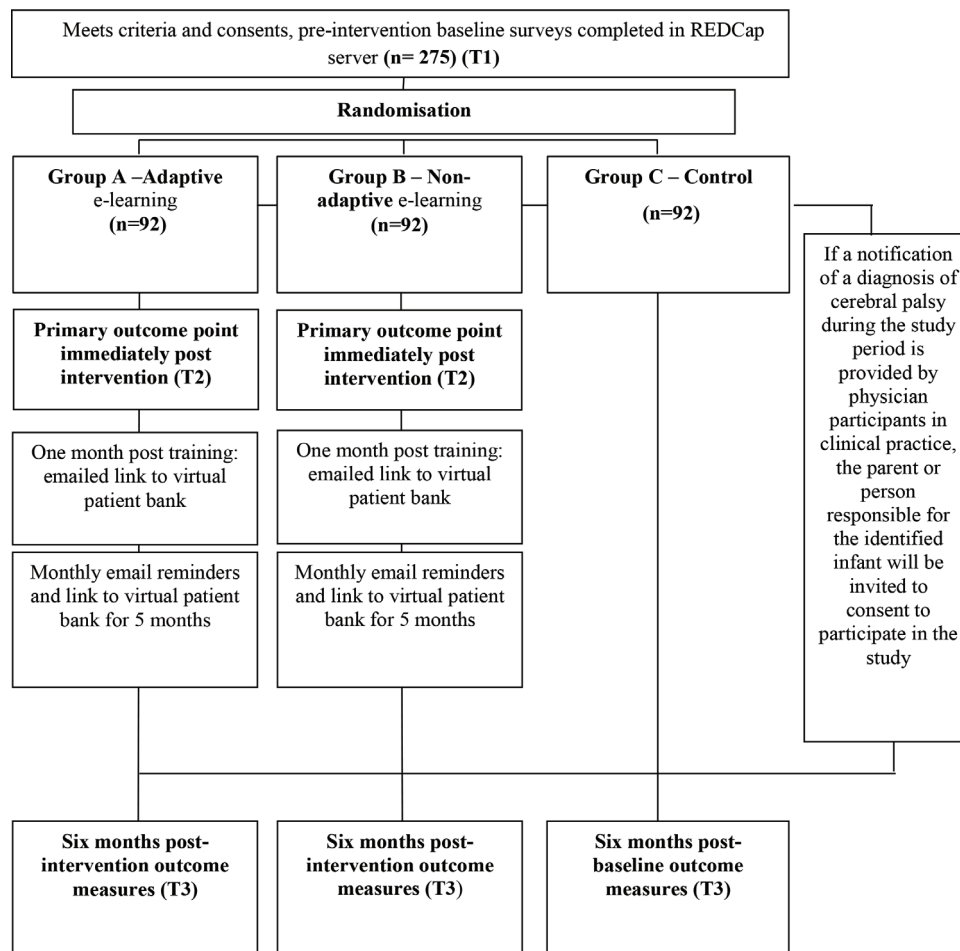 Meets criteria and consents, pre-intervention baseline surveys completed in REDCap
server (n= 275) (T1)
Randomisation
Group A –Adaptive
e-learning
(n=92)
Group B – Non-
adaptive e-learning
(n=92)
Group C – Control
(n=92)
If a notification
of a diagnosis of
cerebral palsy
during the study
period is
provided by
physician
participants in
clinical practice,
the parent or
person
responsible for
the identified
infant will be
invited to
consent to
participate in the
study
Primary outcome point
immediately post
intervention (T2)
Primary outcome point
immediately post
intervention (T2)
One month post training:
emailed link to virtual
patient bank
One month post training:
emailed link to virtual
patient bank
Monthly email reminders
and link to virtual patient
bank for 5 months
Monthly email reminders
and link to virtual patient
bank for 5 months
Six months post-
intervention outcome
measures (T3)
Six months post-
intervention outcome
measures (T3)
Six months post-
baseline outcome
measures (T3)